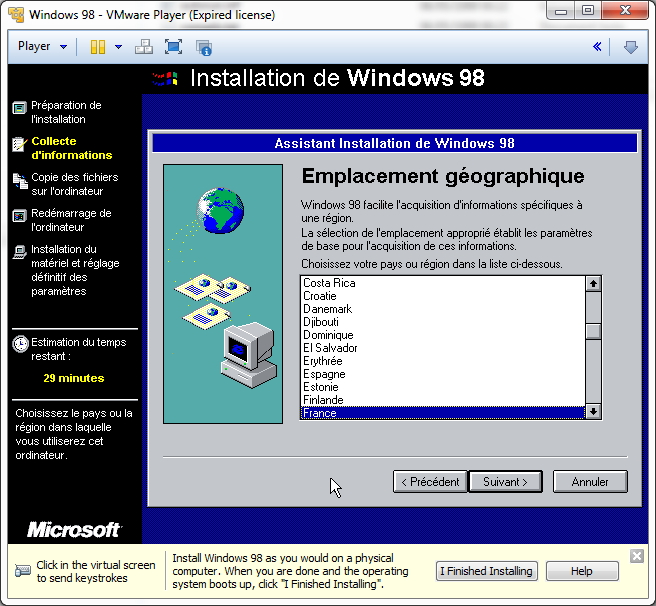 Windows 98 - VMware Player (Expired license)
Player
Installation de Windows 98
Préparation de
l'installation
Collecte
d'informations
Copie des fichiers
sur l'ordinateur
Redémarrage de
l'ordinateur
Installation du
matériel et réglage
définitif des
paramètres
Estimation du temps
restant :
29 minutes
Choisissez le pays ou la
région dans laquelle
vous utiliserez cet
ordinateur.
Microsoft
Assistant Installation de Windows 98
Emplacement géographique
Windows 98 facilite l'acquisition d'informations spécifiques à
une région.
La sélection de l'emplacement approprié établit les paramètres
de base pour l'acquisition de ces informations.
Choisissez votre pays ou région dans la liste ci-dessous.
Costa Rica
Croatie
Danemark
Djibouti
Dominique
El Salvador
Erythrée
Espagne
Estonie
Finlande
France
< Précédent
Suivant >
Annuler
Click in the virtual screen
to send keystrokes
Install Windows 98 as you would on a physical
computer. When you are done and the operating
system boots up, click "I Finished Installing".
I Finished Installing
Help